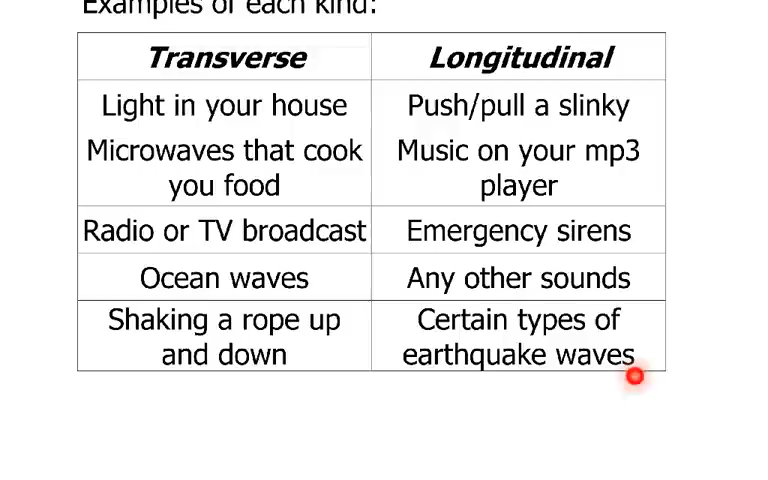 Examples of each kind:
Transverse
Longitudinal
Light in your house
Push/pull a slinky
Microwaves that cook
you food
Music on your mp3
player
Radio or TV broadcast
Emergency sirens
Ocean waves
Any other sounds
Shaking a rope up
and down
Certain types of
earthquake waves